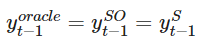 $y_{t-1}^{oracle} = y_{t-1}^{SO} = y_{t-1}^{S}$